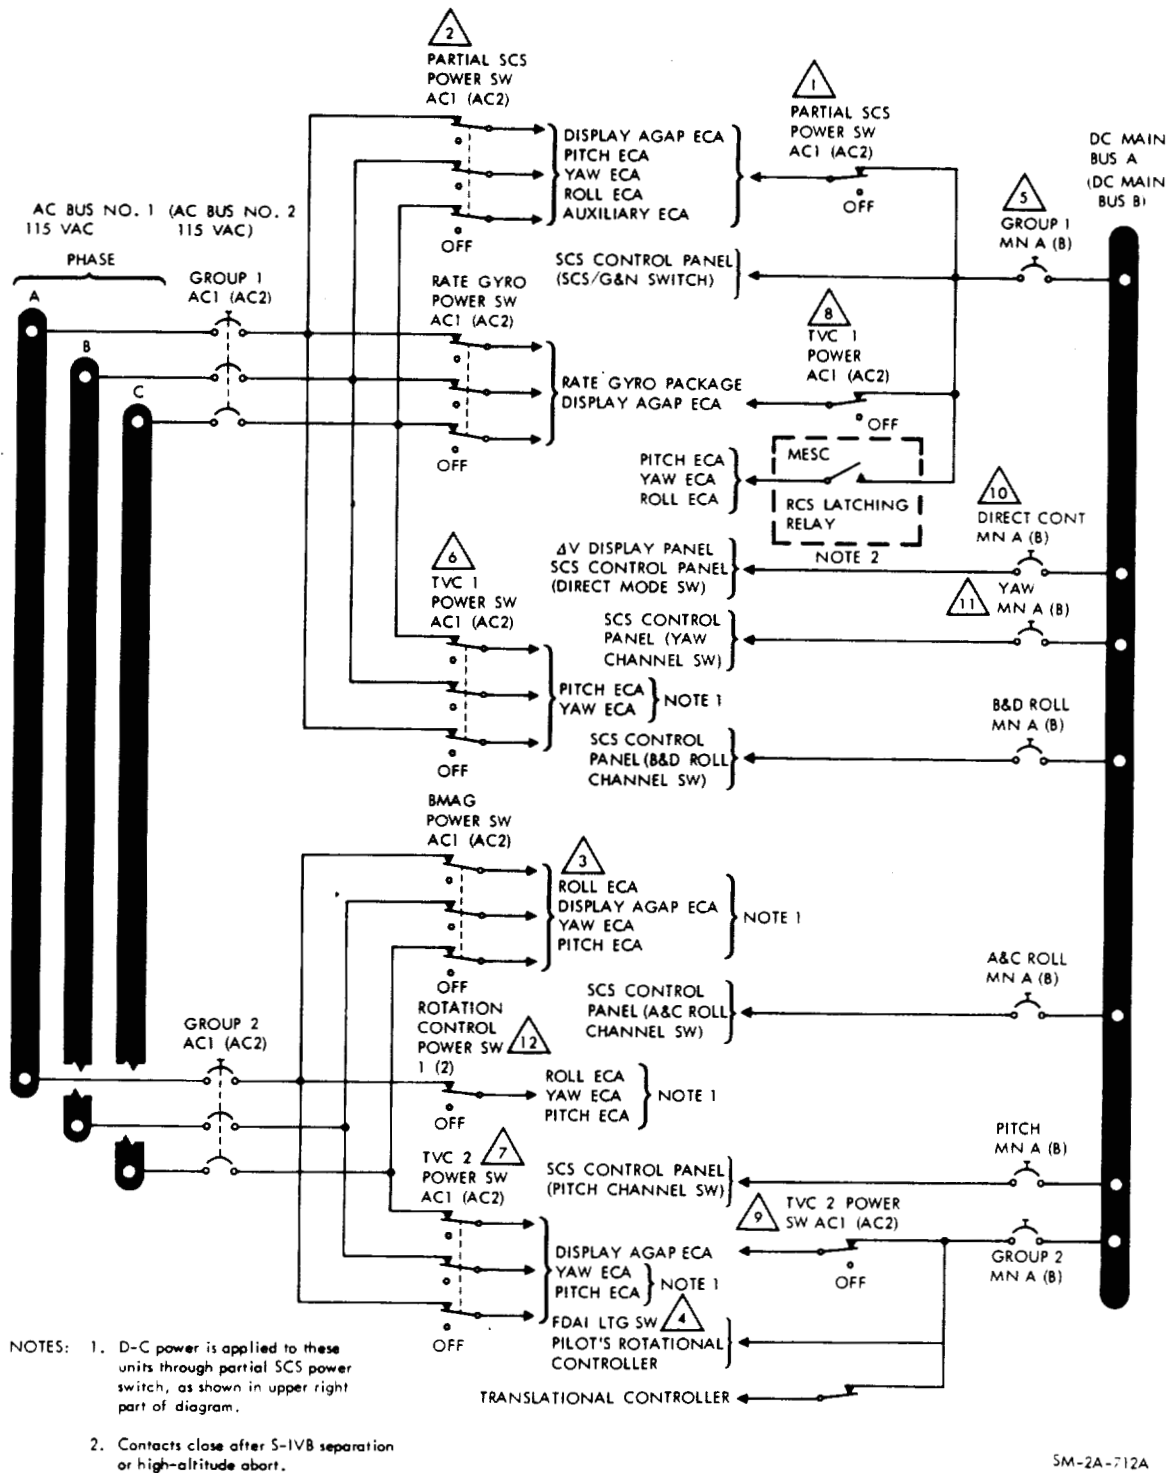 2
PARTIAL SCS
POWER SW
AC1 (AC2)
OFF
DISPLAY AGAP ECA
PITCH ECA
YAW ECA
ROLL ECA
AUXILIARY ECA
1
PARTIAL SCS
POWER SW
AC1 (AC2)
OFF
DC MAIN
BUS A
(DC MAIN
BUS B)
5
GROUP 1
MN A (B)
AC BUS NO. 1 (AC BUS NO. 2
115 VAC 115 VAC)
PHASE
A
B
C
GROUP 1
AC1 (AC2)
SCS CONTROL PANEL
(SCS/G&N SWITCH)
RATE GYRO
POWER SW
AC1 (AC2)
OFF
RATE GYRO PACKAGE
DISPLAY AGAP ECA
8
TVC 1
POWER
AC1 (AC2)
OFF
PITCH ECA
YAW ECA
ROLL ECA
MESC
RCS LATCHING
RELAY
NOTE 2
10
DIRECT CONT
MN A (B)
ΔV DISPLAY PANEL
SCS CONTROL PANEL
(DIRECT MODE SW)
11
YAW
MN A (B)
6
TVC 1
POWER SW
AC1 (AC2)
OFF
SCS CONTROL
PANEL (YAW
CHANNEL SW)
PITCH ECA
YAW ECA
NOTE 1
B&D ROLL
MN A (B)
SCS CONTROL
PANEL (B&D ROLL
CHANNEL SW)
BMAG
POWER SW
AC1 (AC2)
OFF
3
ROLL ECA
DISPLAY AGAP ECA
YAW ECA
PITCH ECA
NOTE 1
A&C ROLL
MN A (B)
SCS CONTROL
PANEL (A&C ROLL
CHANNEL SW)
GROUP 2
AC1 (AC2)
ROTATION
CONTROL
POWER SW
1 (2)
12
OFF
ROLL ECA
YAW ECA
PITCH ECA
NOTE 1
PITCH
MN A (B)
SCS CONTROL PANEL
(PITCH CHANNEL SW)
TVC 2
POWER SW
AC1 (AC2)
7
OFF
9
TVC 2 POWER
SW AC1 (AC2)
OFF
GROUP 2
MN A (B)
DISPLAY AGAP ECA
YAW ECA
PITCH ECA
NOTE 1
FDAI LTG SW
4
PILOT'S ROTATIONAL
CONTROLLER
TRANSLATIONAL CONTROLLER
NOTES: 1. D-C power is applied to these
units through partial SCS power
switch, as shown in upper right
part of diagram.
2. Contacts close after S-IVB separation
or high-altitude abort.
SM-2A-712A